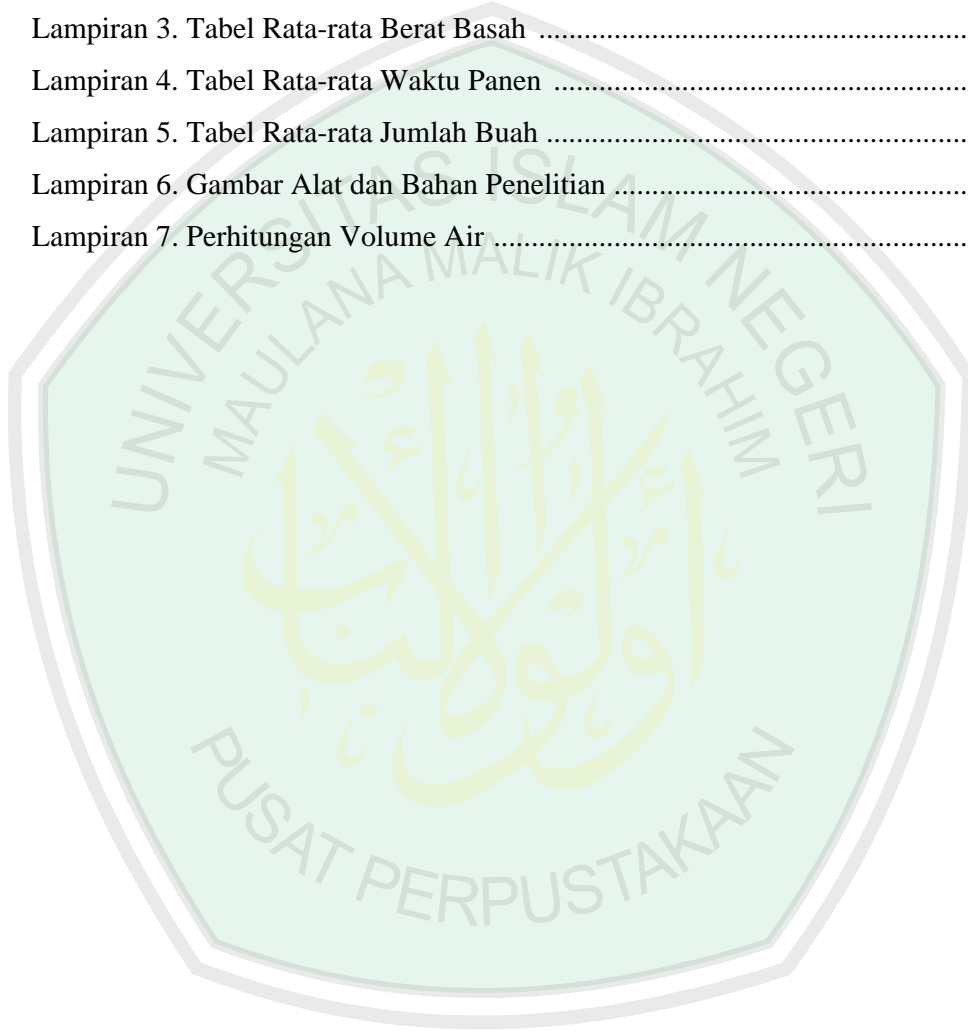 Lampiran 3. Tabel Rata-rata Berat Basah ..........................................................
Lampiran 4. Tabel Rata-rata Waktu Panen ........................................................
Lampiran 5. Tabel Rata-rata Jumlah Buah .........................................................
Lampiran 6. Gambar Alat dan Bahan Penelitian ................................................
Lampiran 7. Perhitungan Volume Air ................................................................
UNIVERSITAS ISLAM NEGERI
MAULANA MALIK IBRAHIM
أولوا الألباب
PUSAT PERPUSTAKAAN